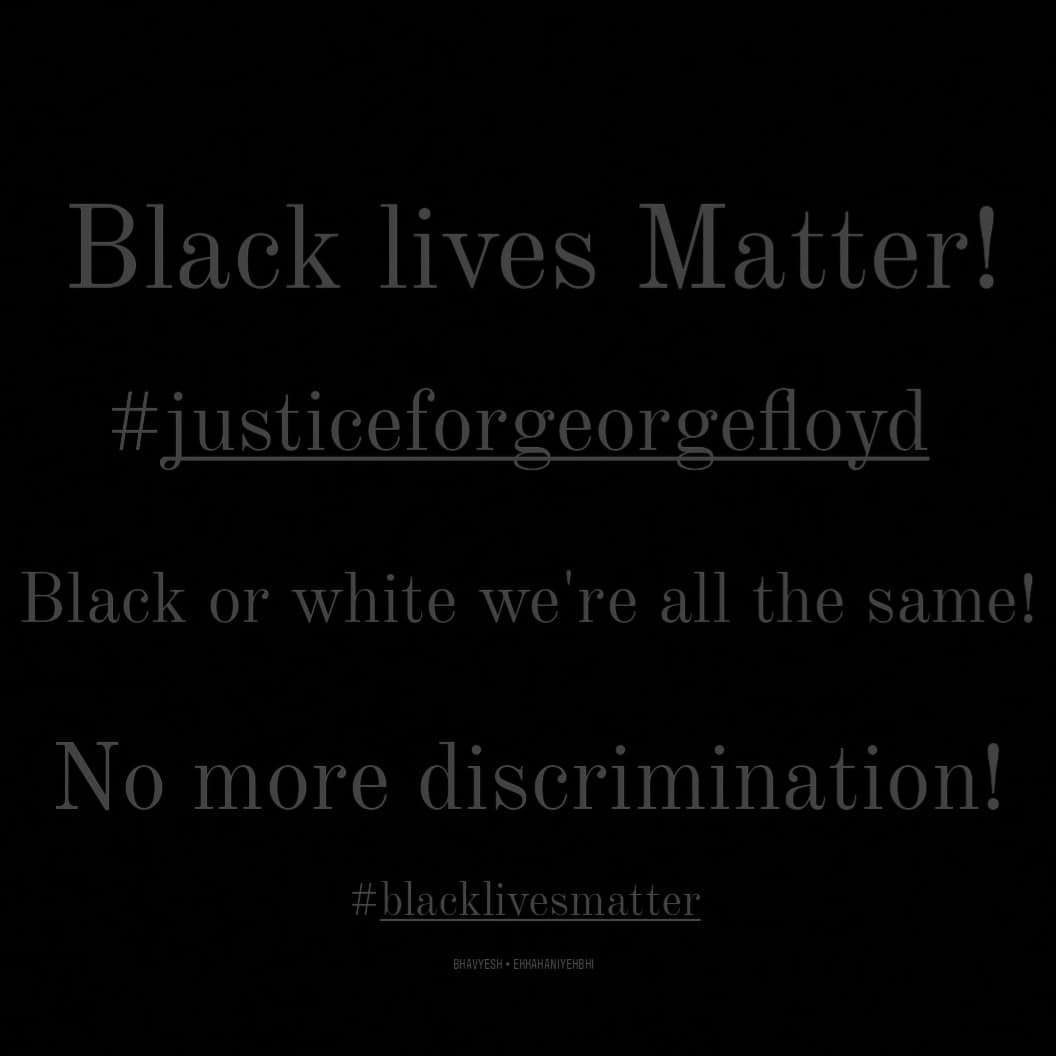 Black lives Matter!
#justiceforgeorgefloyd
Black or white we're all the same!
No more discrimination!
#blacklivesmatter
BHAVYESH • EKKAHANIYEHBHI